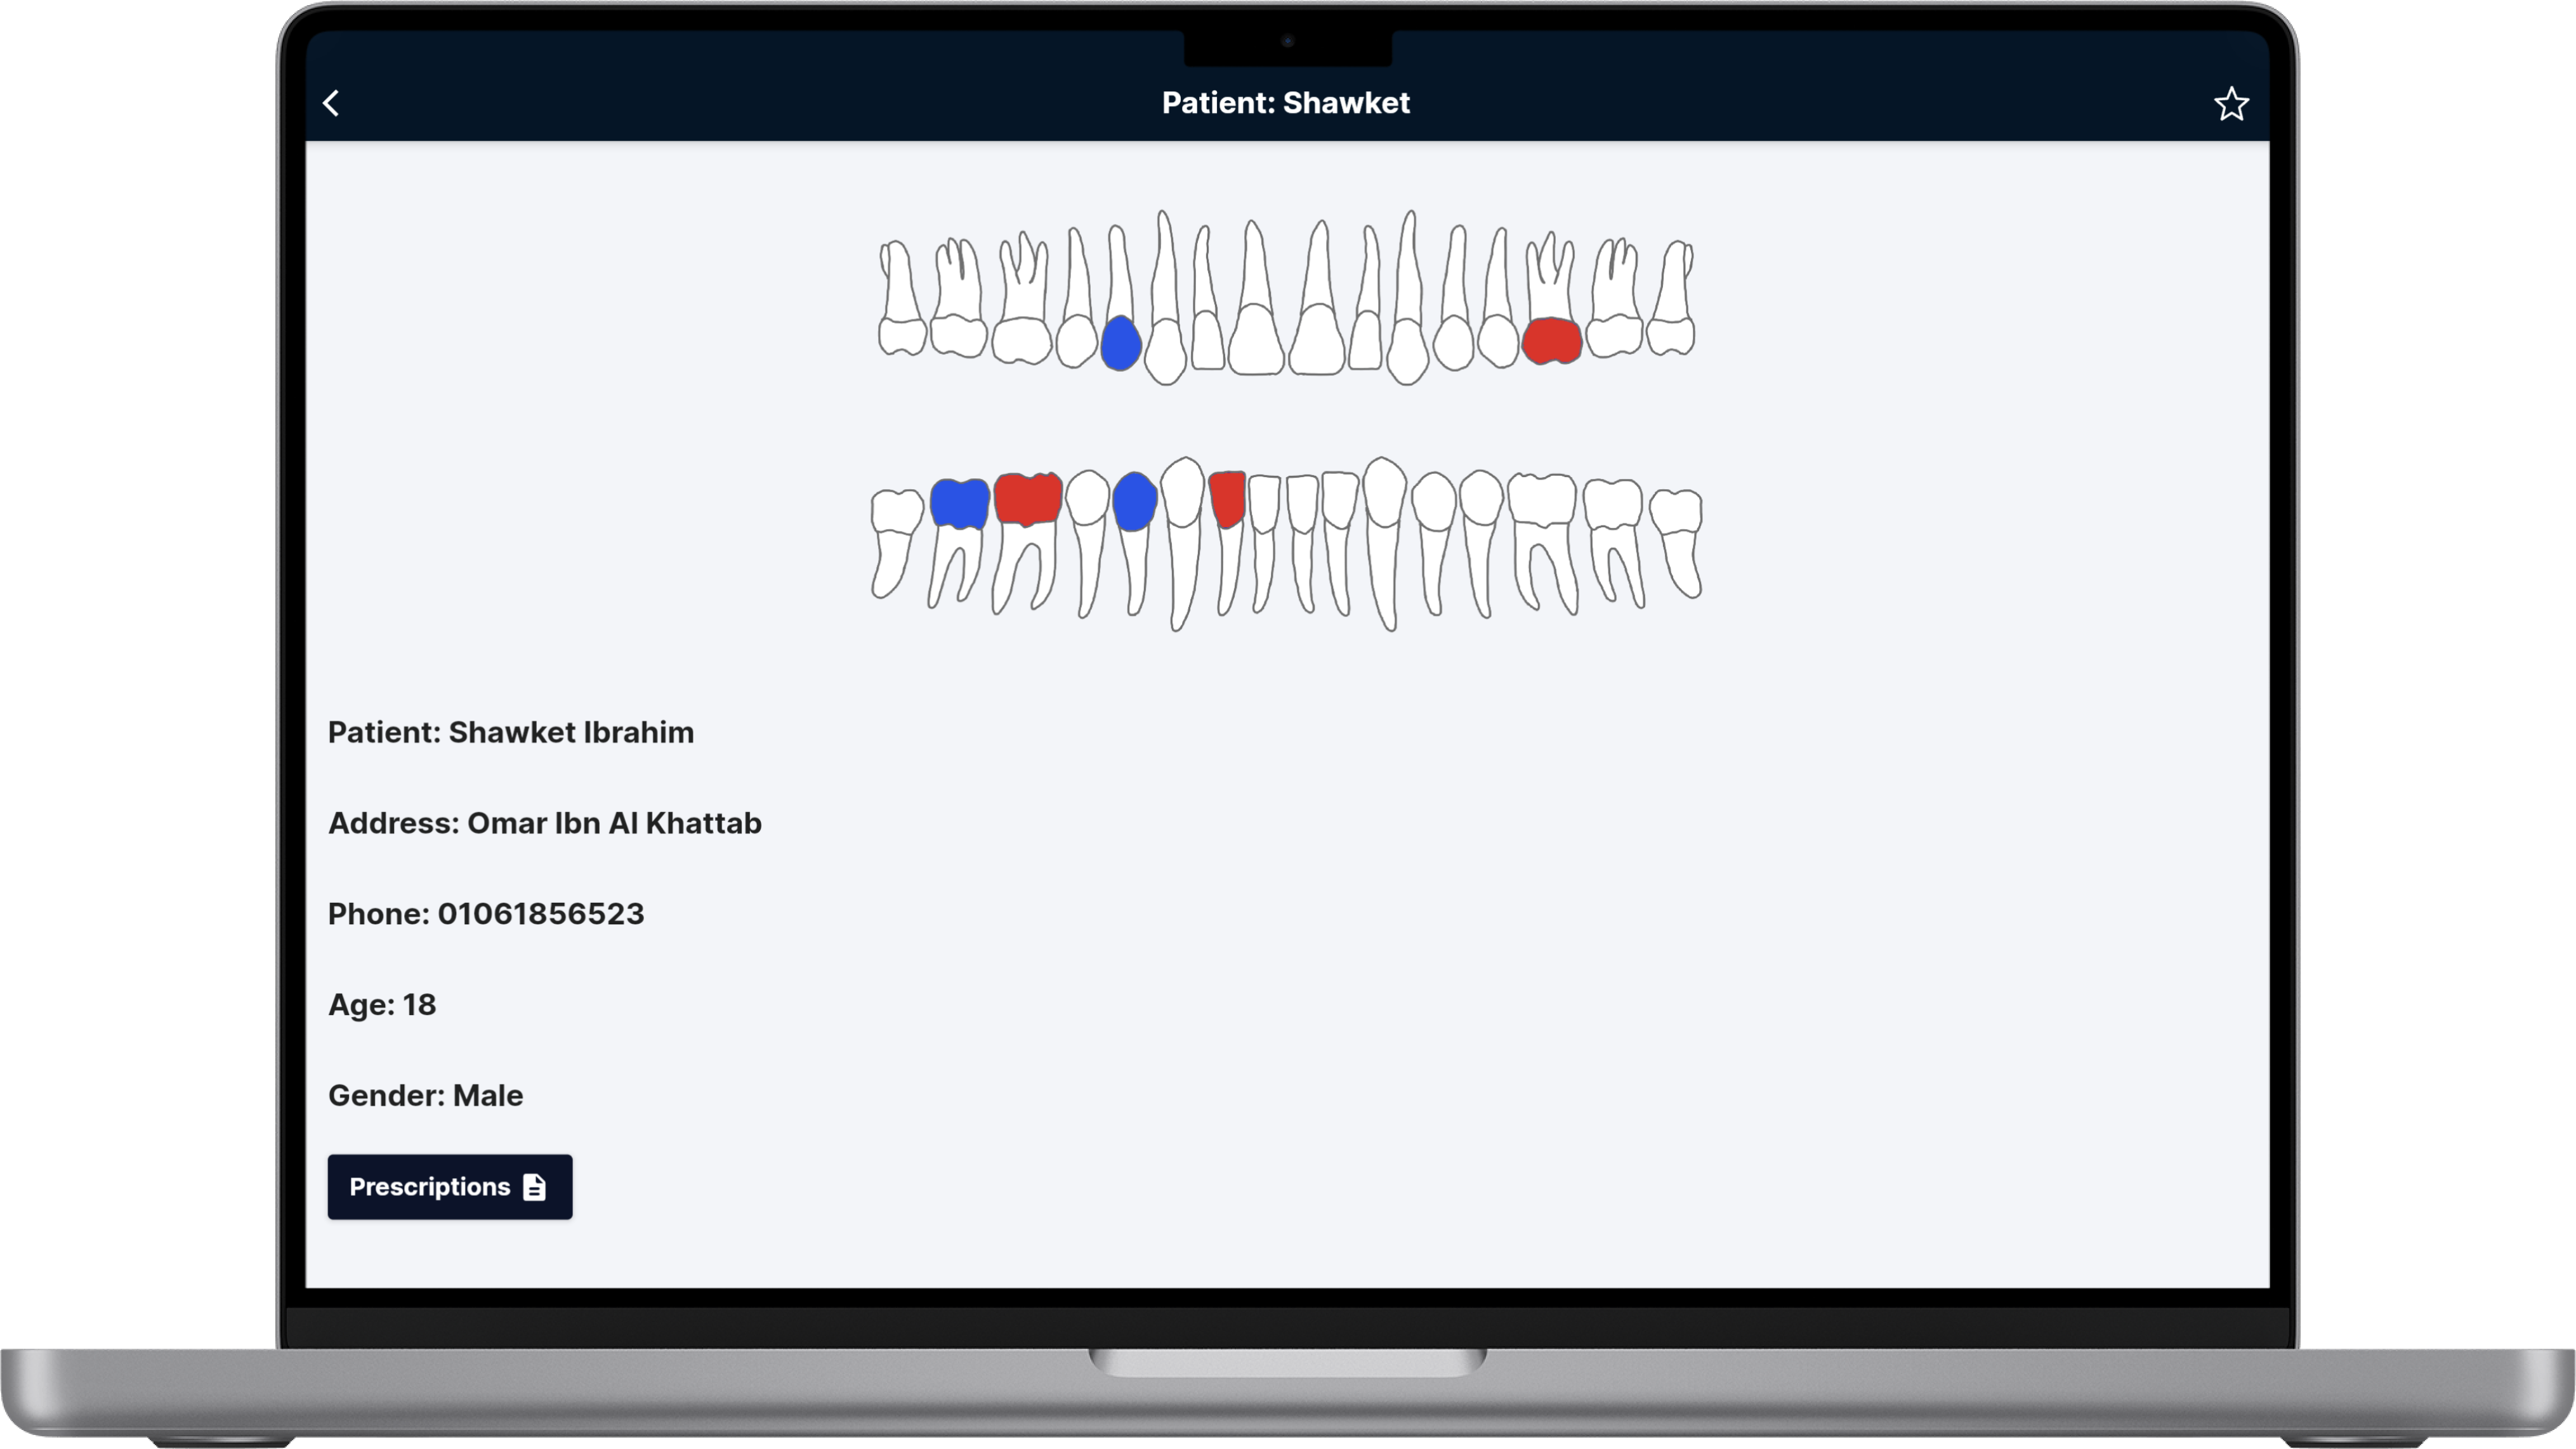 Patient: Shawket
Patient: Shawket Ibrahim
Address: Omar Ibn Al Khattab
Phone: 01061856523
Age: 18
Gender: Male
Prescriptions